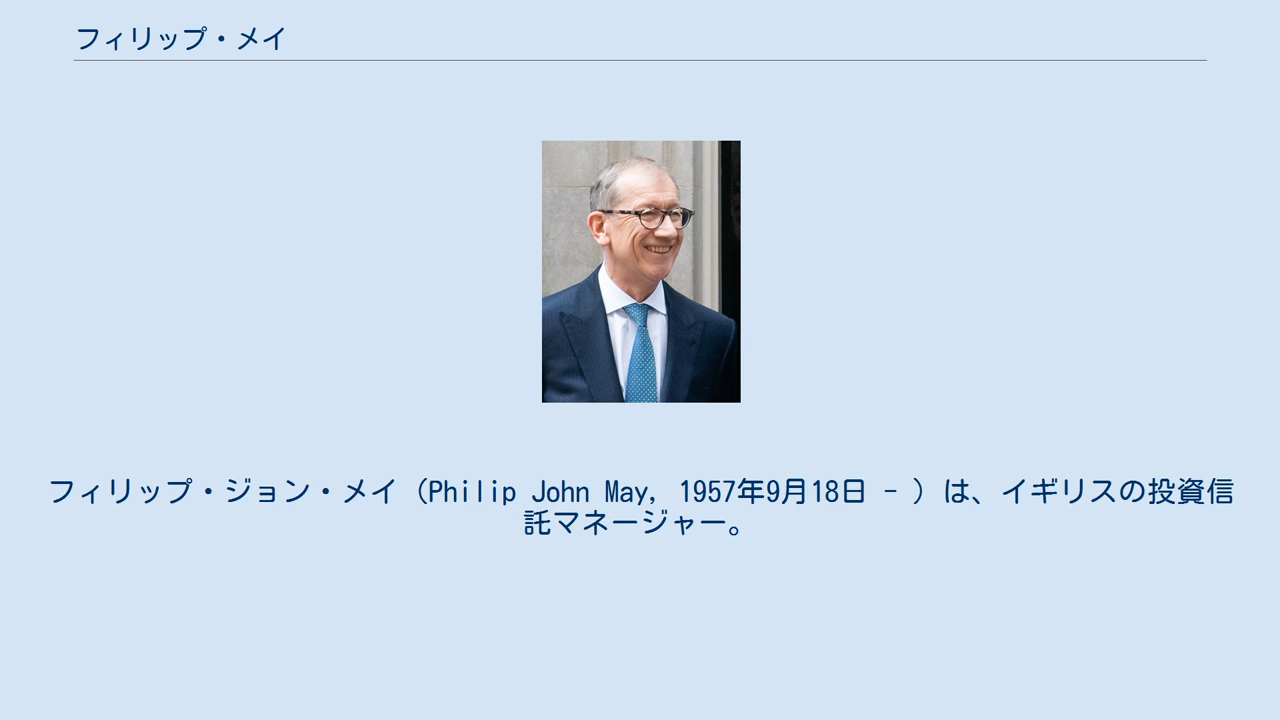 フィリップ・メイ
フィリップ・ジョン・メイ（Philip John May, 1957年9月18日 - ）は、イギリスの投資信
託マネージャー。